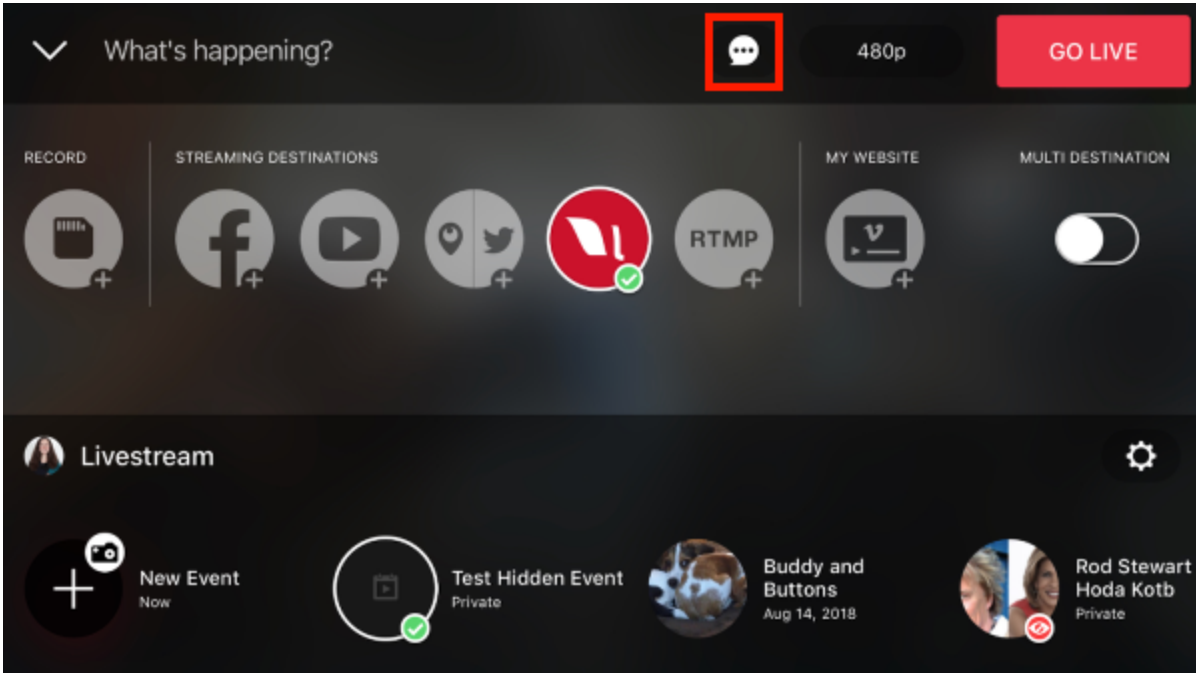 What's happening?
480p
GO LIVE
RECORD
STREAMING DESTINATIONS
MY WEBSITE
MULTI DESTINATION
RTMP
Livestream
New Event
Now
Test Hidden Event
Private
Buddy and
Buttons
Aug 14, 2018
Rod Stewart
Hoda Kotb
Private